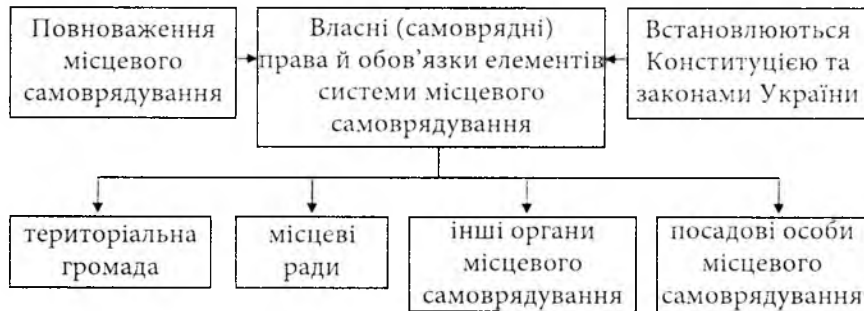 Повноваження
місцевого
самоврядування
Власні (самоврядні)
права й обов’язки елементів
системи місцевого
самоврядування
Встановлюються
Конституцією та
законами України
територіальна
громада
місцеві
ради
інші органи
місцевого
самоврядування
посадові особи
місцевого
самоврядування